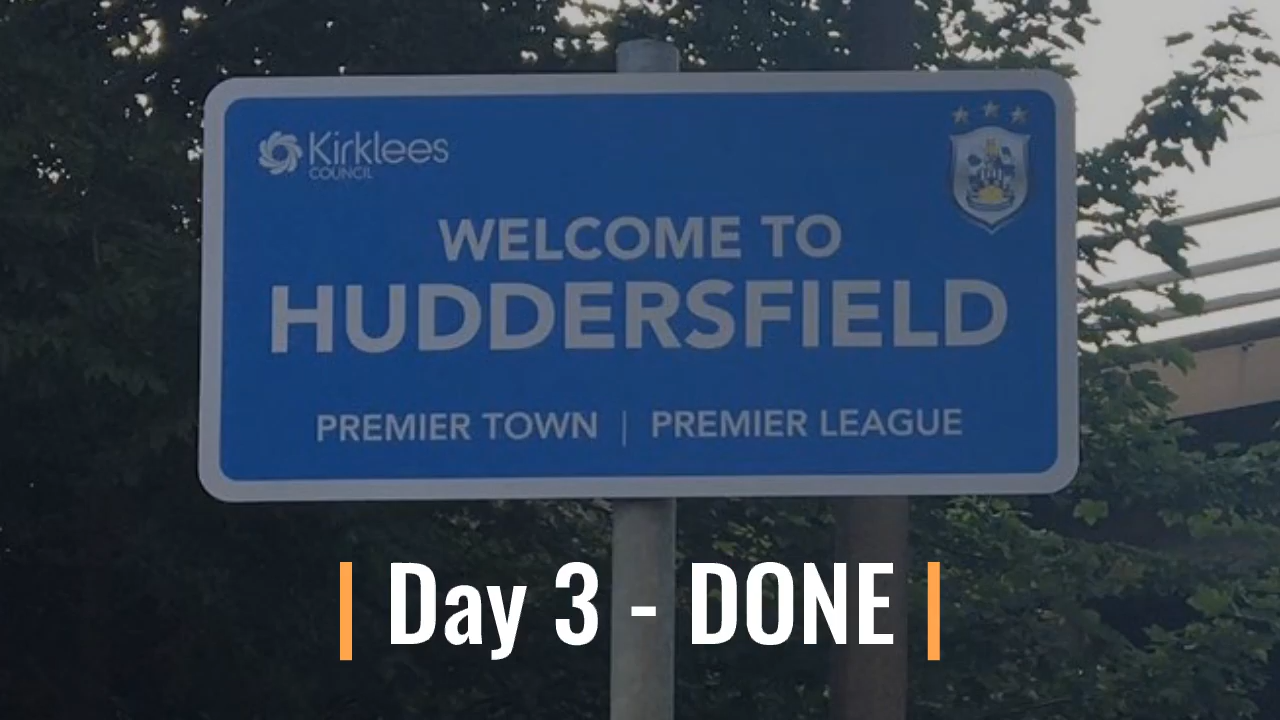 Kirklees
COUNCIL
WELCOME TO
HUDDERSFIELD
PREMIER TOWN | PREMIER LEAGUE
| Day 3 - DONE |